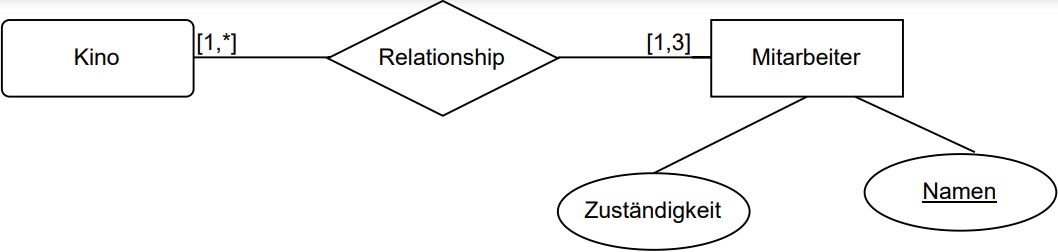 Kino
[1,*]
Relationship
[1,3]
Mitarbeiter
Zuständigkeit
Namen